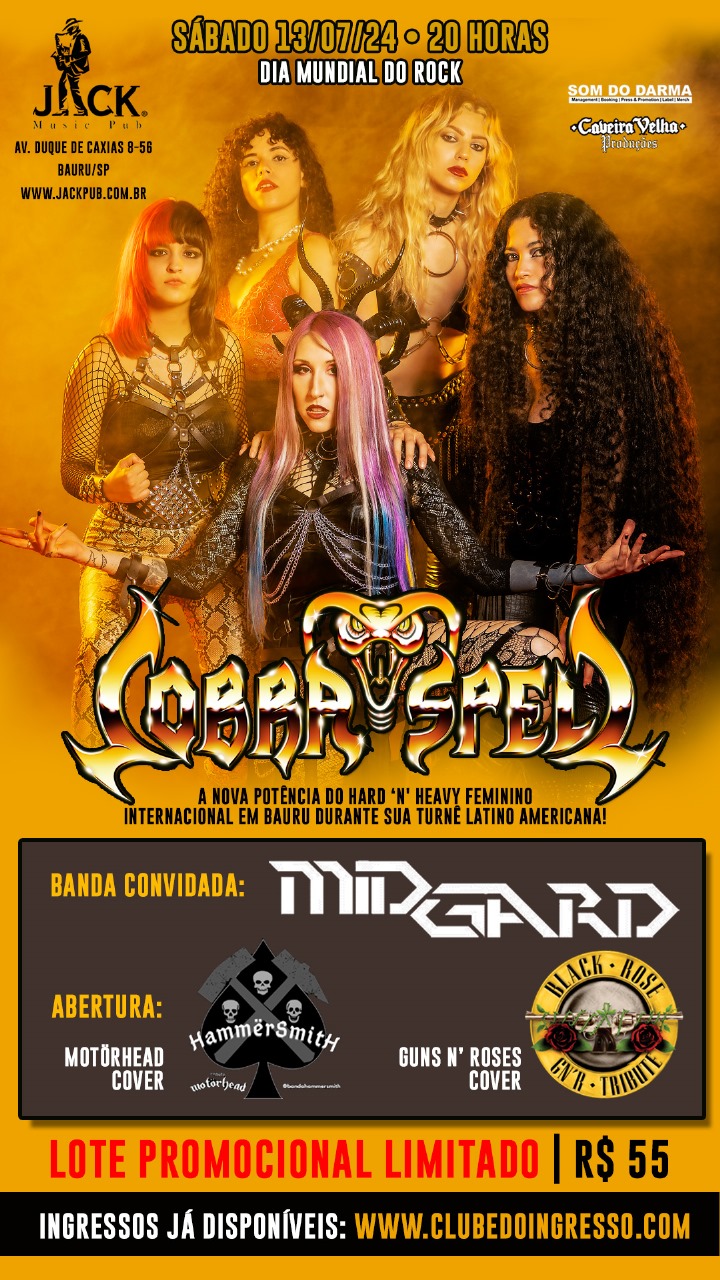 SÁBADO 13/07/24 • 20 HORAS
DIA MUNDIAL DO ROCK
JACK®
Music Pub
AV. DUQUE DE CAXIAS 8-56
BAURU/SP
WWW.JACKPUB.COM.BR
SOM DO DARMA
Management | Booking | Press & Promotion | Label | Merch
•Caveira Velha•
Produções
COBRA SPELL
A NOVA POTÊNCIA DO HARD ‘N’ HEAVY FEMININO
INTERNACIONAL EM BAURU DURANTE SUA TURNÊ LATINO AMERICANA!
BANDA CONVIDADA:
MIDGARD
ABERTURA:
MOTÖRHEAD
COVER
HammërSmitH
motörhead
@bandahammersmith
GUNS N’ ROSES
COVER
BLACK • ROSE
GN'R • TRIBUTE
LOTE PROMOCIONAL LIMITADO | R$ 55
INGRESSOS JÁ DISPONÍVEIS: WWW.CLUBEDOINGRESSO.COM